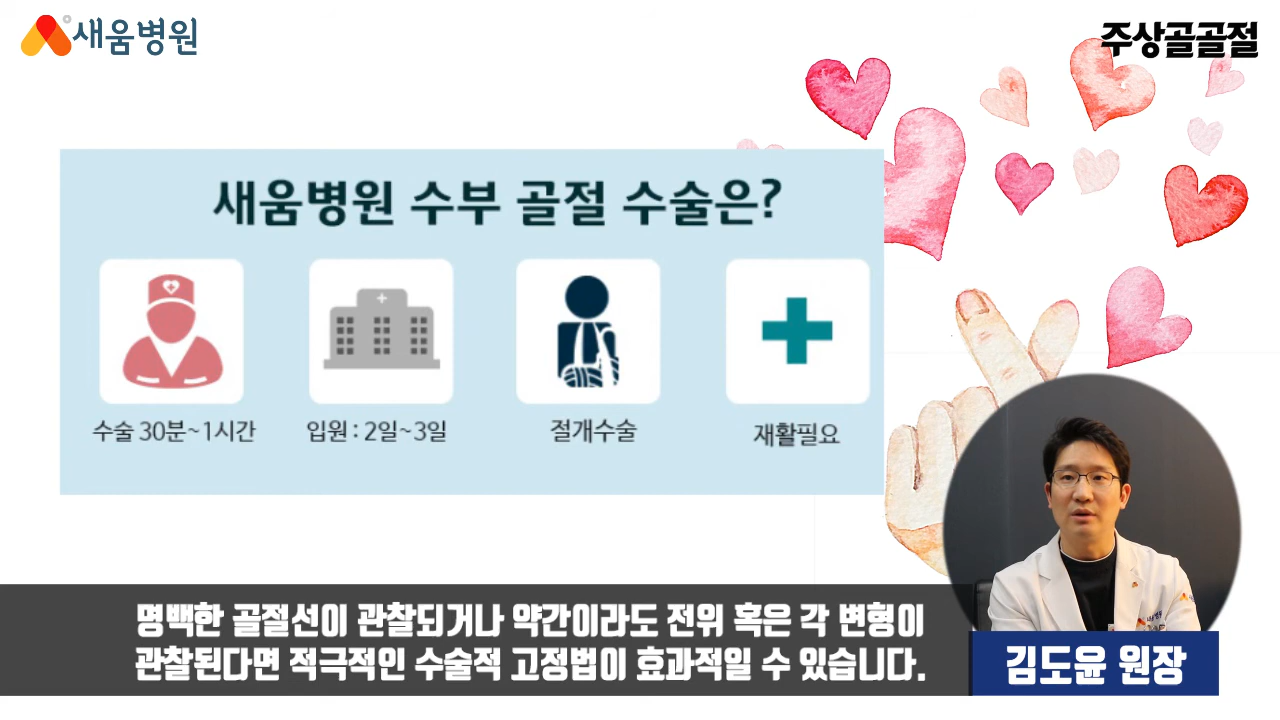 새움병원
주상골골절
새움병원 수부 골절 수술은?
수술 30분~1시간
입원 : 2일~3일
절개수술
재활필요
명백한 골절선이 관찰되거나 약간이라도 전위 혹은 각 변형이
관찰된다면 적극적인 수술적 고정법이 효과적일 수 있습니다.
김도윤 원장